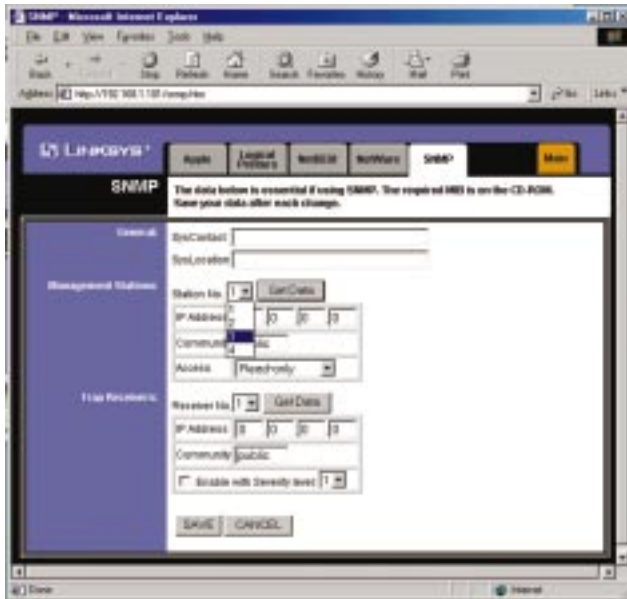 SNMP - Microsoft Internet Explorer
File Edit View Favorites Tools Help
Back Stop Refresh Home Search Favorites History Mail Print
Address Go Links
LINKSYS
Apple Logical Printers NetBEUI NetWare SNMP Main
SNMP
The data below is essential if using SNMP. The required MIB is on the CD-ROM.
Save your data after each change.
General:
SysContact
SysLocation
Management Stations:
Station No. 1 Get Data
1
2
3
4
IP Address 0 0 0
Community
Access Read-only
Trap Receivers:
Receiver No. 1 Get Data
IP Address 0 0 0 0
Community public
Enable with Severity level: 1
SAVE CANCEL
Done Internet